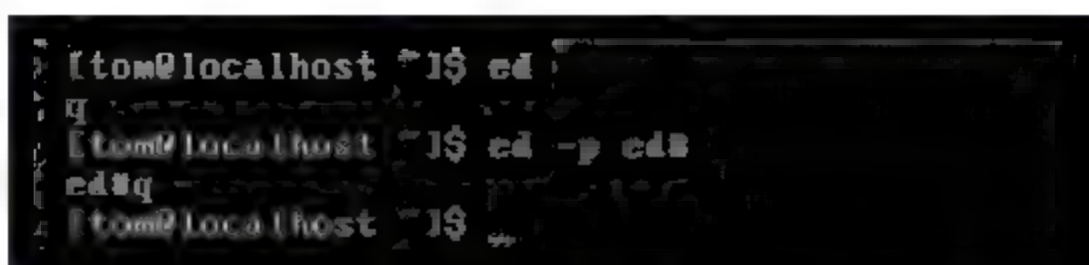 [tom@localhost ~]$ ed
q
[tom@localhost ~]$ ed -p ed#
ed#q
[tom@localhost ~]$ _